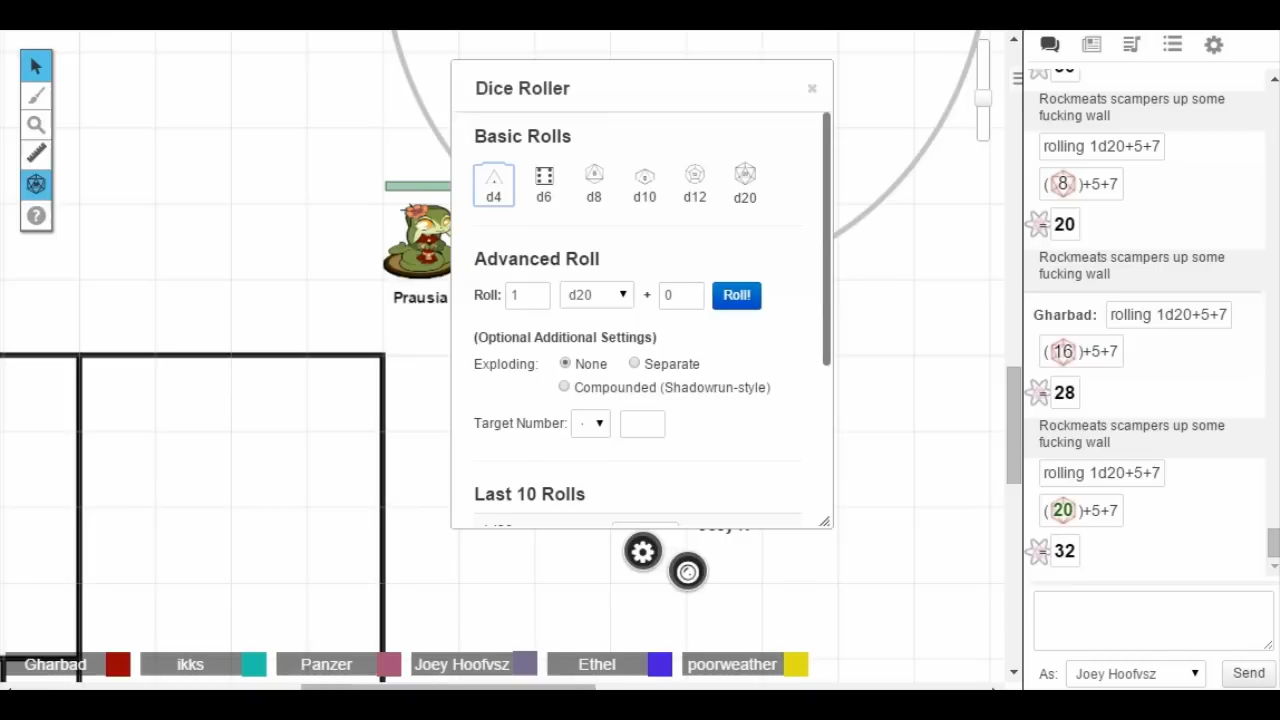 Dice Roller ×
Basic Rolls
d4 d6 d8 d10 d12 d20
Advanced Roll
Roll: 1 d20 + 0 Roll!
(Optional Additional Settings)
Exploding: None Separate
Compounded (Shadowrun-style)
Target Number:
Last 10 Rolls
Prausia
Gharbad ikks Panzer Joey Hoofvsz Ethel poorweather
Rockmeats scampers up some
fucking wall
rolling 1d20+5+7
(8)+5+7
= 20
Rockmeats scampers up some
fucking wall
Gharbad: rolling 1d20+5+7
(16)+5+7
= 28
Rockmeats scampers up some
fucking wall
rolling 1d20+5+7
(20)+5+7
= 32
As: Joey Hoofvsz Send